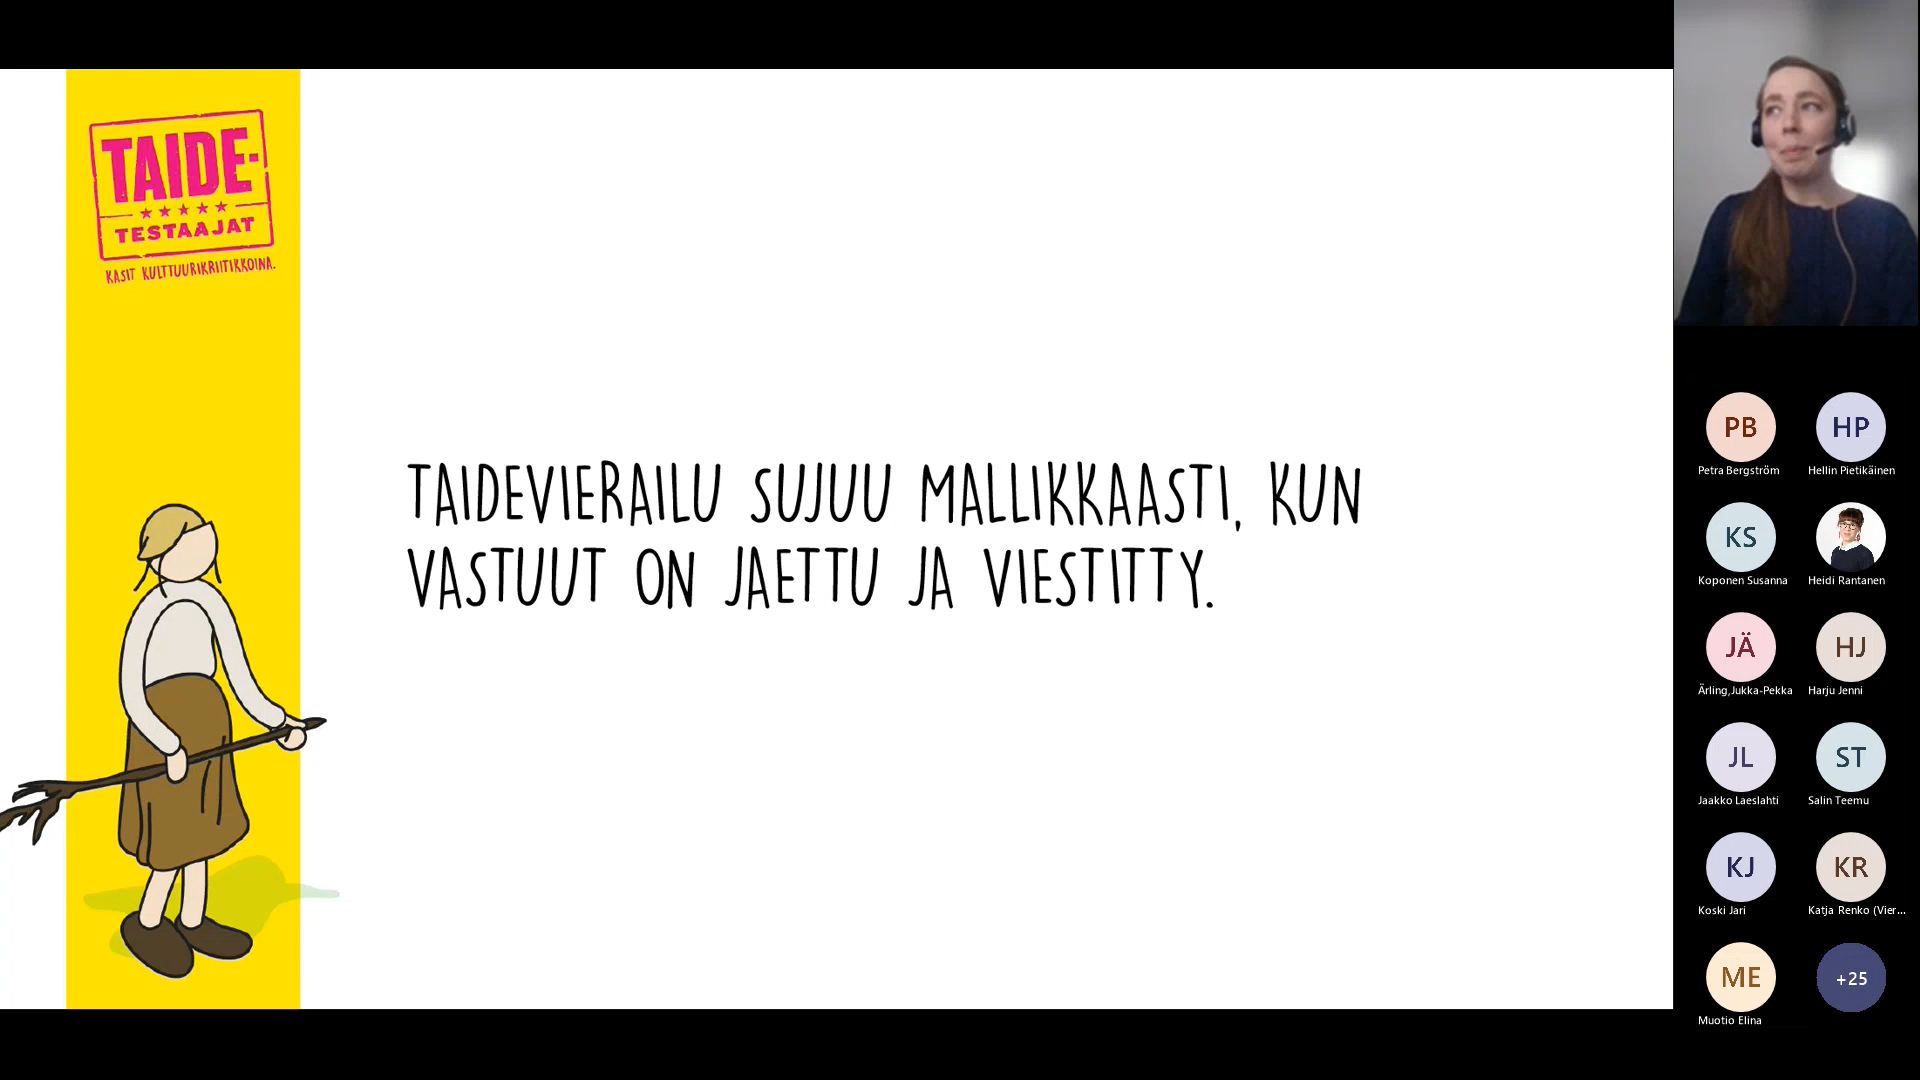 TAIDE-
TESTAAJAT
KASIT KULTTUURIKRIITIKKOINA.
TAIDEVIERAILU SUJUU MALLIKKAASTI, KUN
VASTUUT ON JAETTU JA VIESTITTY.
PB HP
Petra Bergström Hellin Pietikäinen
KS
Koponen Susanna Heidi Rantanen
JÄ HJ
Ärling,Jukka-Pekka Harju Jenni
JL ST
Jaakko Laeslahti Salin Teemu
KJ KR
Koski Jari Katja Renko (Vier...
ME +25
Muotio Elina